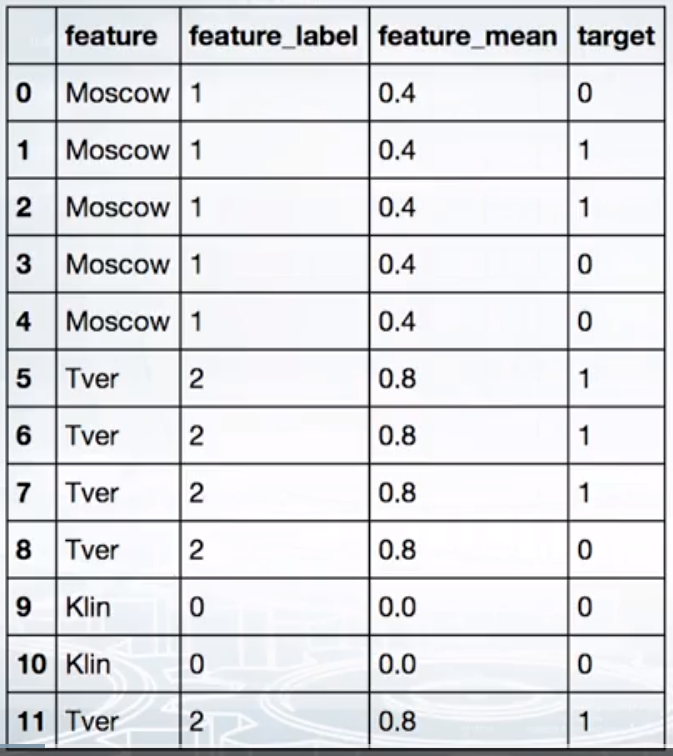 feature feature_label feature_mean target
0 Moscow 1 0.4 0
1 Moscow 1 0.4 1
2 Moscow 1 0.4 1
3 Moscow 1 0.4 0
4 Moscow 1 0.4 0
5 Tver 2 0.8 1
6 Tver 2 0.8 1
7 Tver 2 0.8 1
8 Tver 2 0.8 0
9 Klin 0 0.0 0
10 Klin 0 0.0 0
11 Tver 2 0.8 1